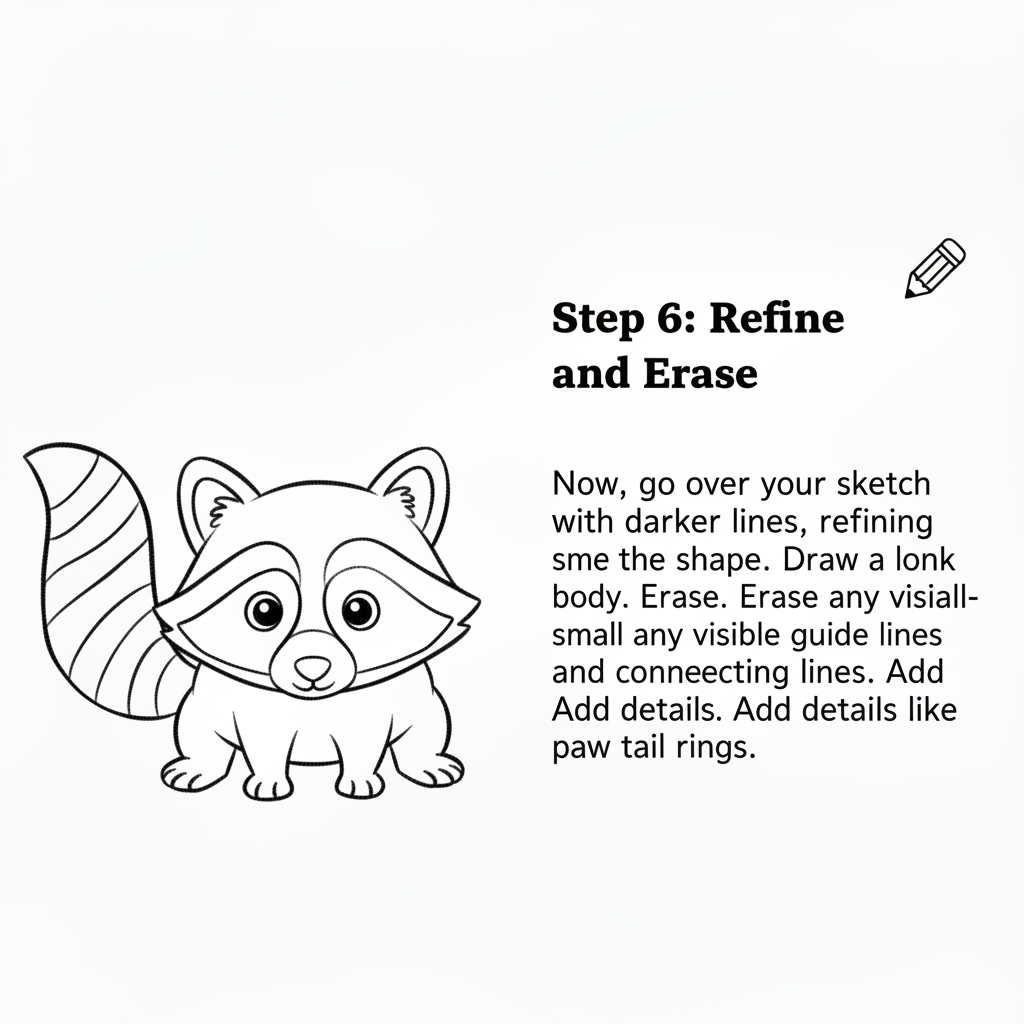 Step 6: Refine
and Erase
Now, go over your sketch
with darker lines, refining
sme the shape. Draw a lonk
body. Erase. Erase any visiall-
small any visible guide lines
and conneecting lines. Add
Add details. Add details like
paw tail rings.